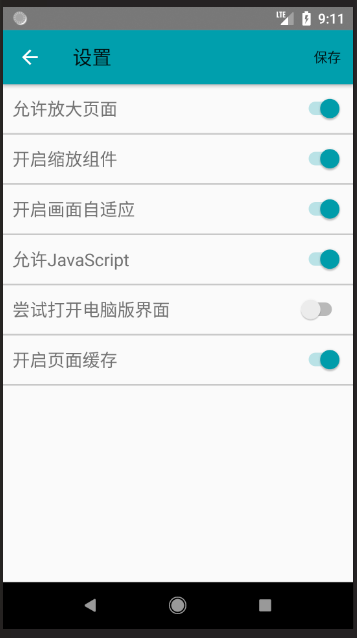 LTE 9:11
设置 保存
允许放大页面
开启缩放组件
开启画面自适应
允许JavaScript
尝试打开电脑版界面
开启页面缓存